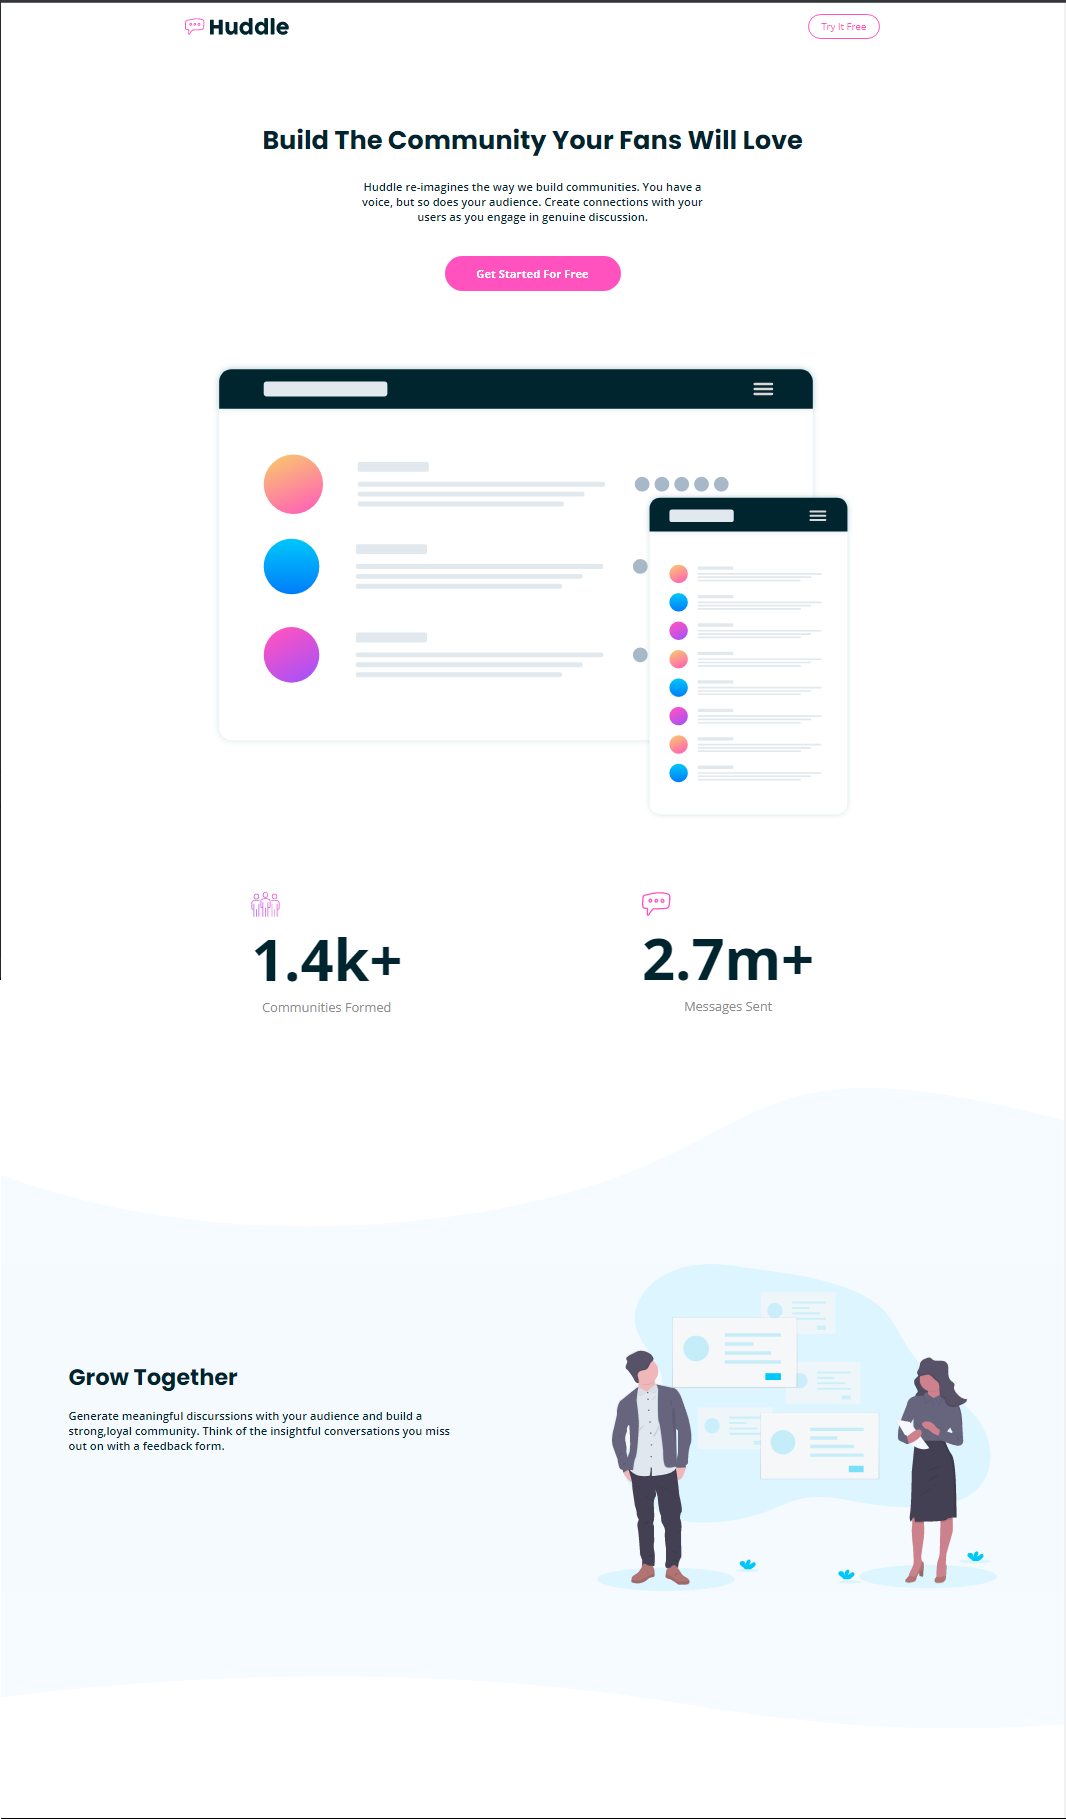 Huddle
Try It Free
Build The Community Your Fans Will Love
Huddle re-imagines the way we build communities. You have a
voice, but so does your audience. Create connections with your
users as you engage in genuine discussion.
Get Started For Free
1.4k+
Communities Formed
2.7m+
Messages Sent
Grow Together
Generate meaningful discurssions with your audience and build a
strong,loyal community. Think of the insightful conversations you miss
out on with a feedback form.